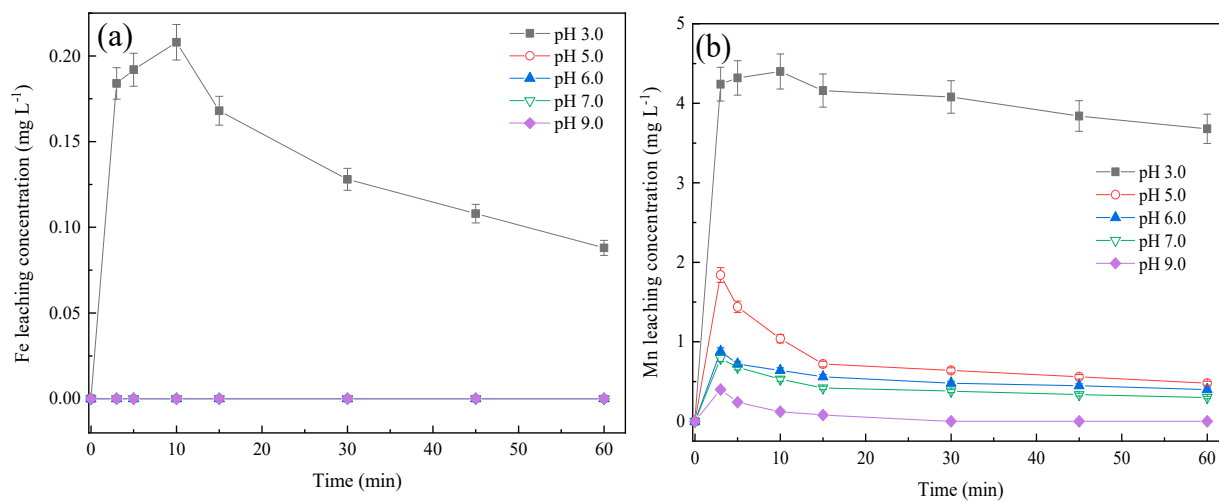 (a)
pH 3.0
pH 5.0
pH 6.0
pH 7.0
pH 9.0
Fe leaching concentration (mg L⁻¹)
0.20
0.15
0.10
0.05
0.00
0 10 20 30 40 50 60
Time (min)
(b)
pH 3.0
pH 5.0
pH 6.0
pH 7.0
pH 9.0
Mn leaching concentration (mg L⁻¹)
5
4
3
2
1
0
0 10 20 30 40 50 60
Time (min)